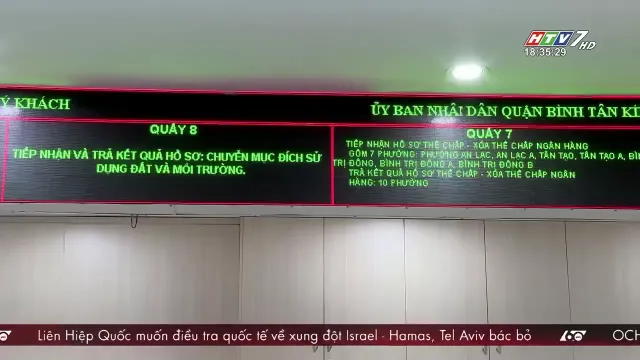 HTV7 HD
18:35:29
Ý KHÁCH
ỦY BAN NHÂI DÂN QUẬN BÌNH TÂN KÍ
QUẦY 8
TIẾP NHẬN VÀ TRẢ KẾT QUẢ HỒ SƠ: CHUYỂN MỤC ĐÍCH SỬ
DỤNG ĐẤT VÀ MÔI TRƯỜNG.
QUẦY 7
TIẾP NHẬN HỒ SƠ THẾ CHẤP - XÓA THẾ CHẤP NGÂN HÀNG
GỒM 7 PHƯỜNG: PHƯỜNG AN LẠC, AN LẠC A, TÂN TẠO, TÂN TẠO A, BÌN
TRỊ ĐÔNG, BÌNH TRỊ ĐÔNG A, BÌNH TRỊ ĐÔNG B
TRẢ KẾT QUẢ HỒ SƠ THẾ CHẤP - XÓA THẾ CHẤP NGÂN
HÀNG: 10 PHƯỜNG
Liên Hiệp Quốc muốn điều tra quốc tế về xung đột Israel - Hamas, Tel Aviv bác bỏ
OCH